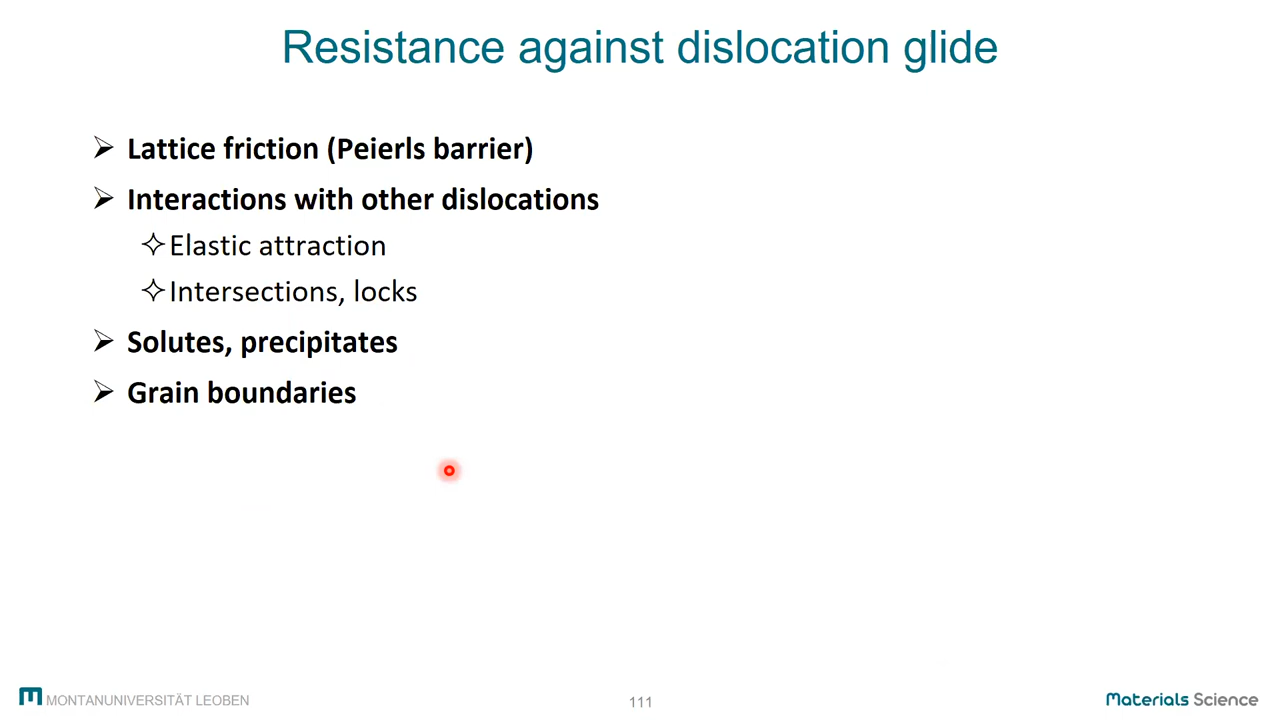 Resistance against dislocation glide
Lattice friction (Peierls barrier)
Interactions with other dislocations
Elastic attraction
Intersections, locks
Solutes, precipitates
Grain boundaries
MONTANUNIVERSITÄT LEOBEN
111
Materials Science